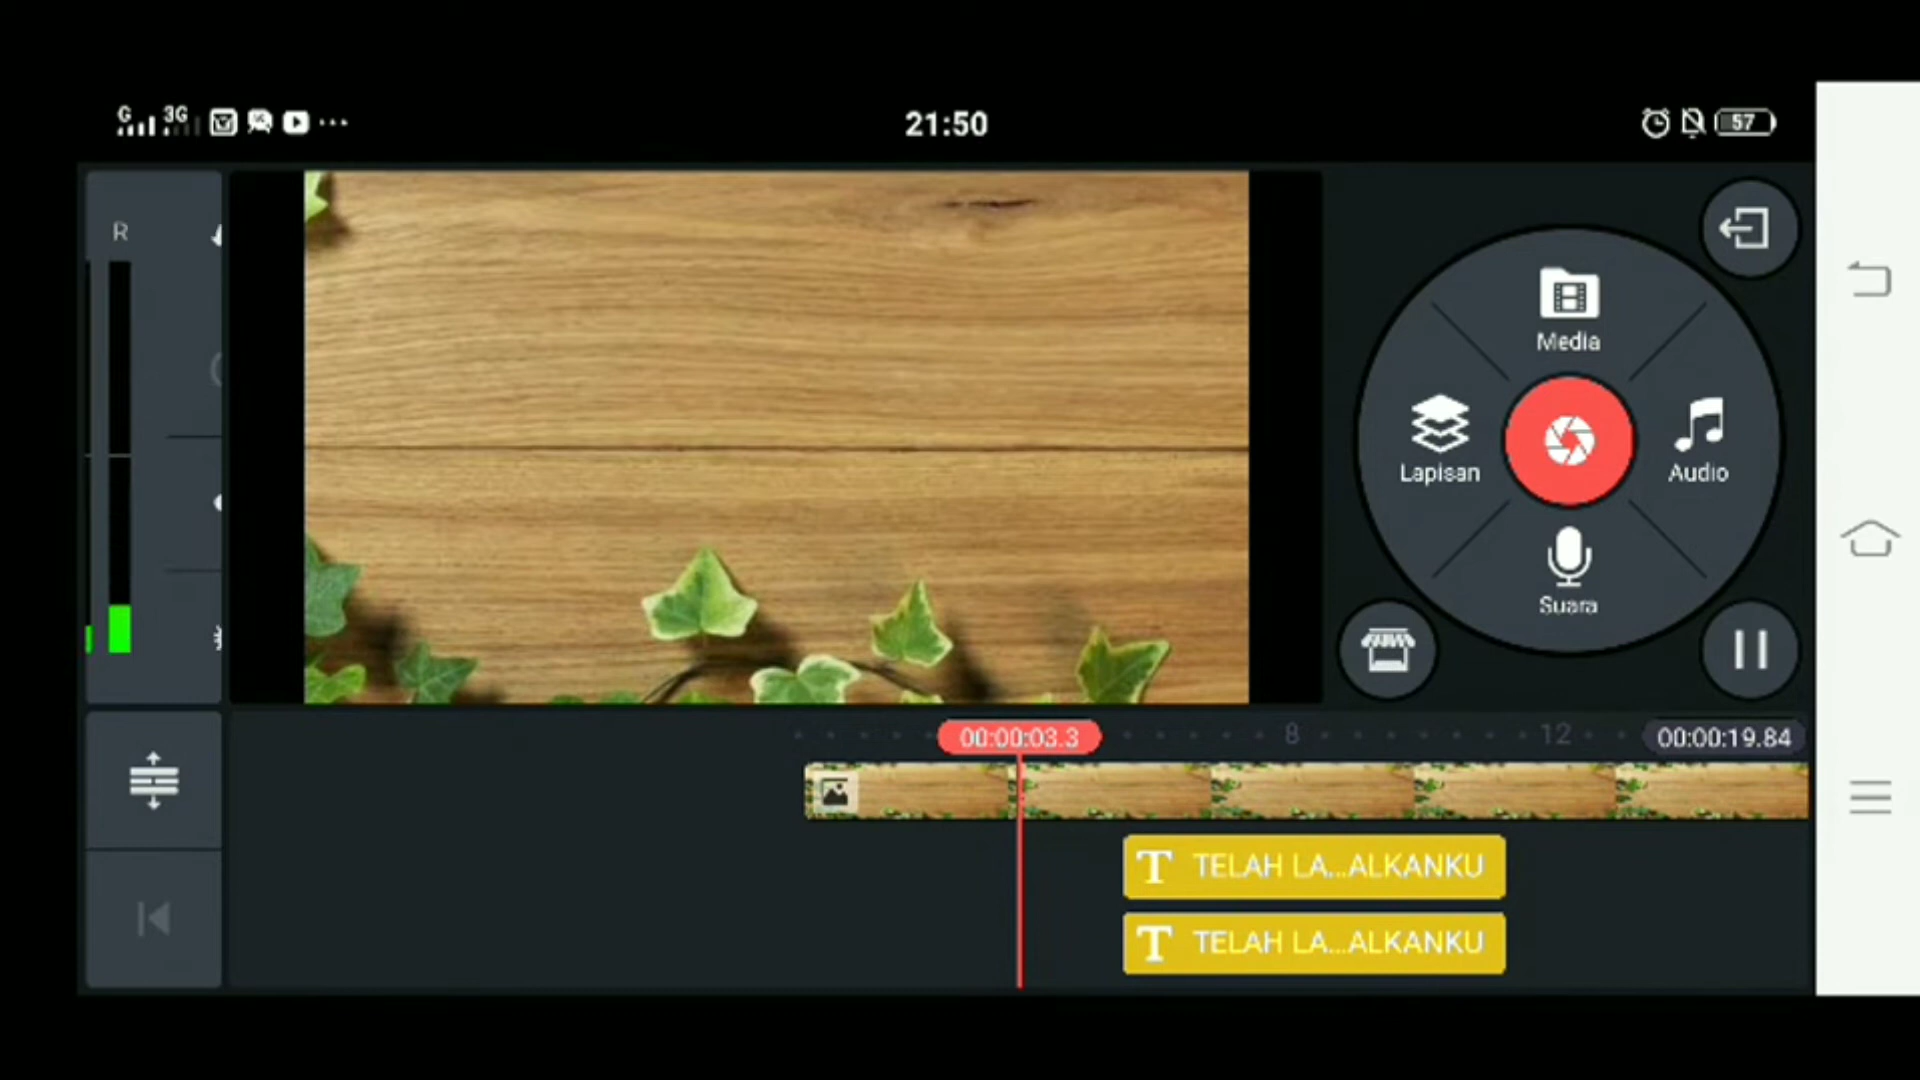 G 3G
21:50
57
R
Media
Lapisan
Audio
Suara
00:00:03.3
8
12
00:00:19.84
T TELAH LA...ALKANKU
T TELAH LA...ALKANKU